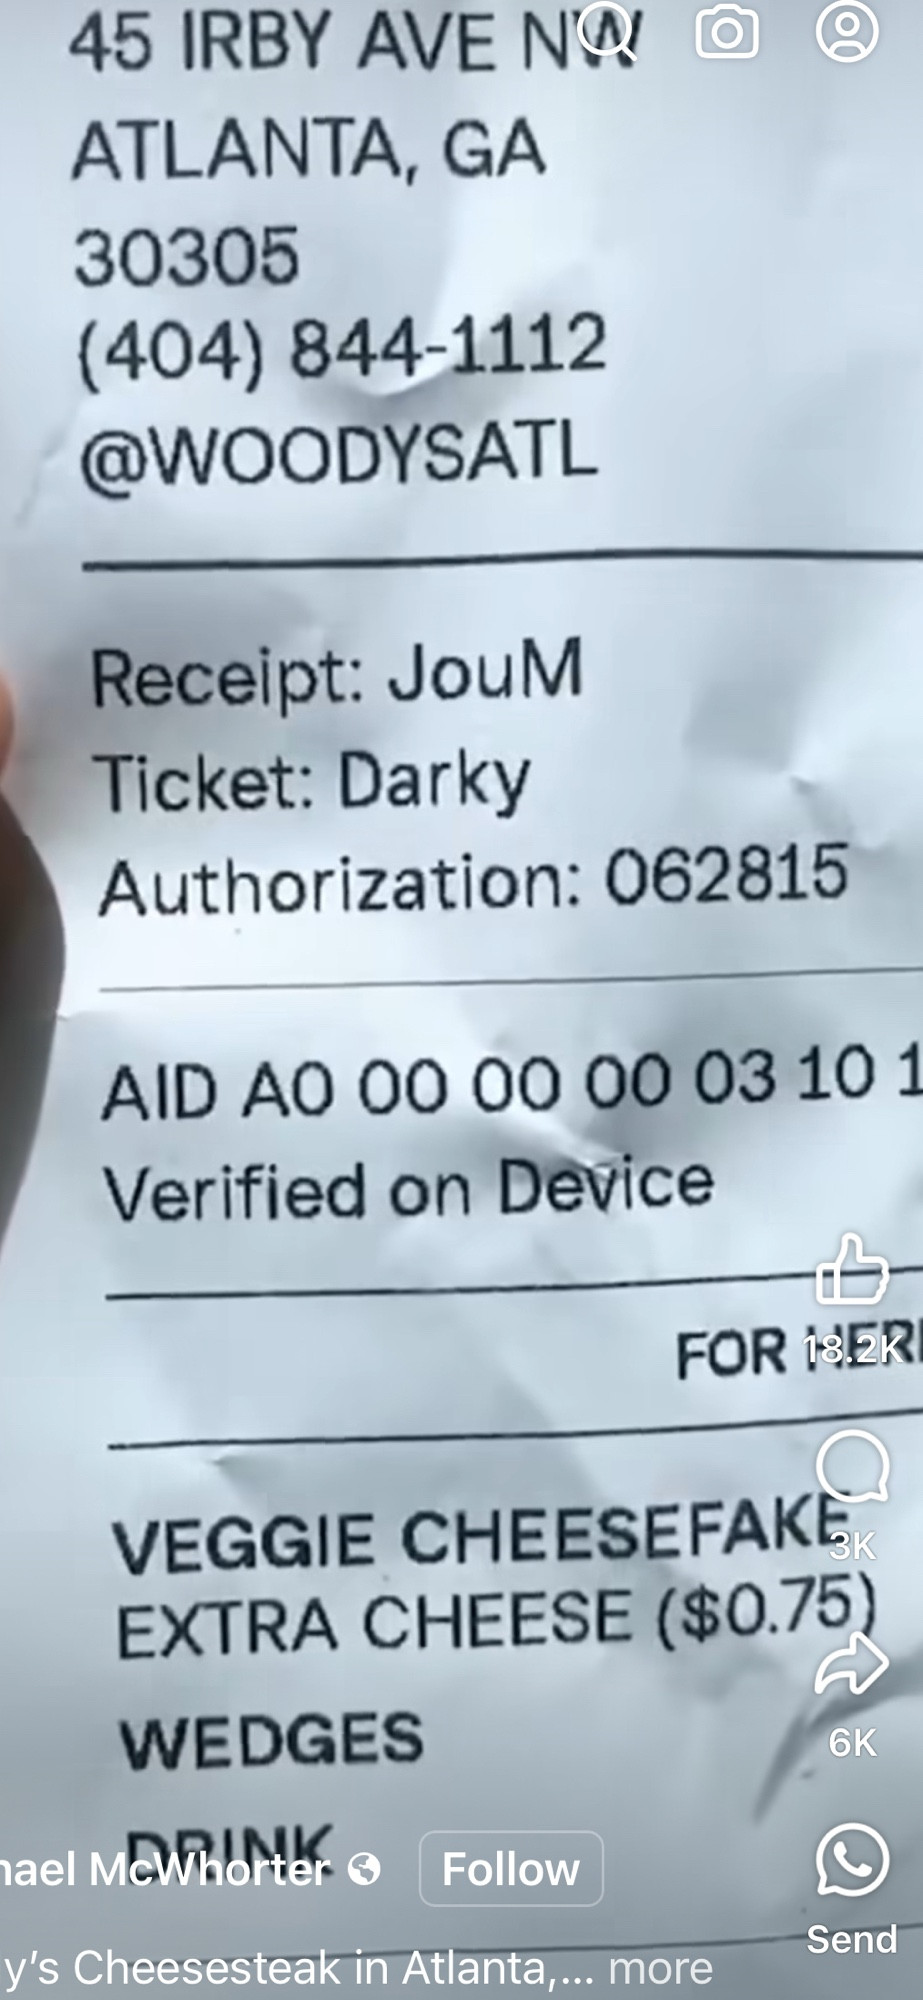 45 IRBY AVE NW
ATLANTA, GA
30305
(404) 844-1112
@WOODYSATL
Receipt: JouM
Ticket: Darky
Authorization: 062815
AID A0 00 00 00 03 10 1
Verified on Device
FOR HER
18.2K
VEGGIE CHEESEFAKE
3K
EXTRA CHEESE ($0.75)
WEDGES
6K
DRINK
hael McWhorter
Follow
Send
y's Cheesesteak in Atlanta,... more